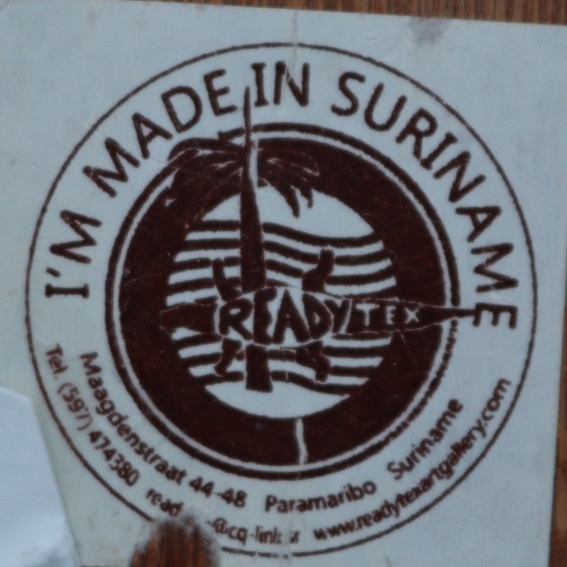 I'M MADE IN SURINAME
READYTEX
Maagdenstraat 44-48 Paramaribo Suriname
Tel. (597) 474380 www.readytexartgallery.com